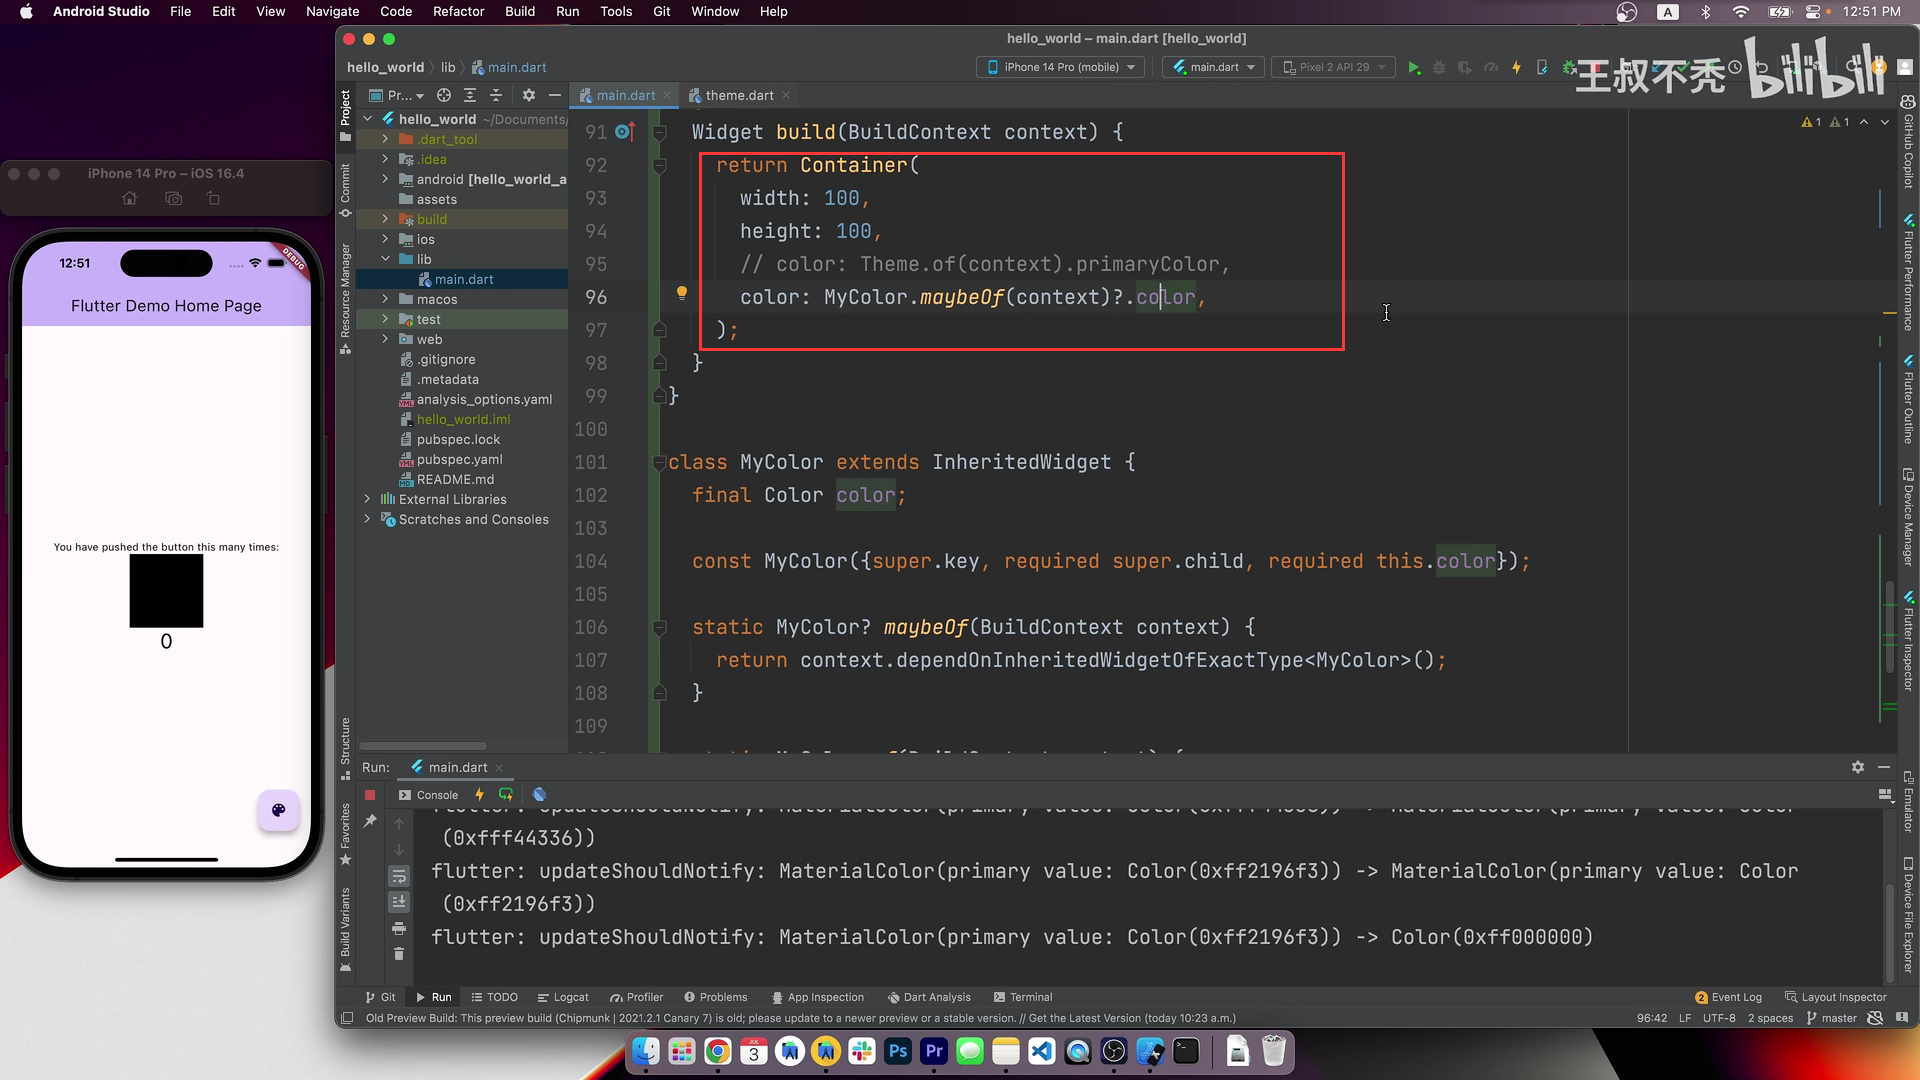 Android Studio File Edit View Navigate Code Refactor Build Run Tools Git Window Help
A 12:51 PM
hello_world – main.dart [hello_world]
hello_world lib main.dart
iPhone 14 Pro (mobile) main.dart Pixel 2 API 29
王叔不秃 bilibili
Pr...
main.dart theme.dart
Project
Commit
Resource Manager
Structure
Favorites
Build Variants
hello_world ~/Documents/
.dart_tool
.idea
android [hello_world_a
assets
build
ios
lib
main.dart
macos
test
web
.gitignore
.metadata
analysis_options.yaml
hello_world.iml
pubspec.lock
pubspec.yaml
README.md
External Libraries
Scratches and Consoles
iPhone 14 Pro – iOS 16.4
12:51
DEBUG
Flutter Demo Home Page
You have pushed the button this many times:
0
1 1
91 Widget build(BuildContext context) {
92 return Container(
93 width: 100,
94 height: 100,
95 // color: Theme.of(context).primaryColor,
96 color: MyColor.maybeOf(context)?.color,
97 );
98 }
99 }
100
101 class MyColor extends InheritedWidget {
102 final Color color;
103
104 const MyColor({super.key, required super.child, required this.color});
105
106 static MyColor? maybeOf(BuildContext context) {
107 return context.dependOnInheritedWidgetOfExactType<MyColor>();
108 }
109
GitHub Copilot
Flutter Performance
Flutter Outline
Device Manager
Flutter Inspector
Emulator
Device File Explorer
Run: main.dart
Console
(0xfff44336))
flutter: updateShouldNotify: MaterialColor(primary value: Color(0xff2196f3)) -> MaterialColor(primary value: Color
(0xff2196f3))
flutter: updateShouldNotify: MaterialColor(primary value: Color(0xff2196f3)) -> Color(0xff000000)
Git Run TODO Logcat Profiler Problems App Inspection Dart Analysis Terminal 2 Event Log Layout Inspector
Old Preview Build: This preview build (Chipmunk | 2021.2.1 Canary 7) is old; please update to a newer preview or a stable version. // Get the Latest Version (today 10:23 a.m.) 96:42 LF UTF-8 2 spaces master
JUL
3
Ps
Pr